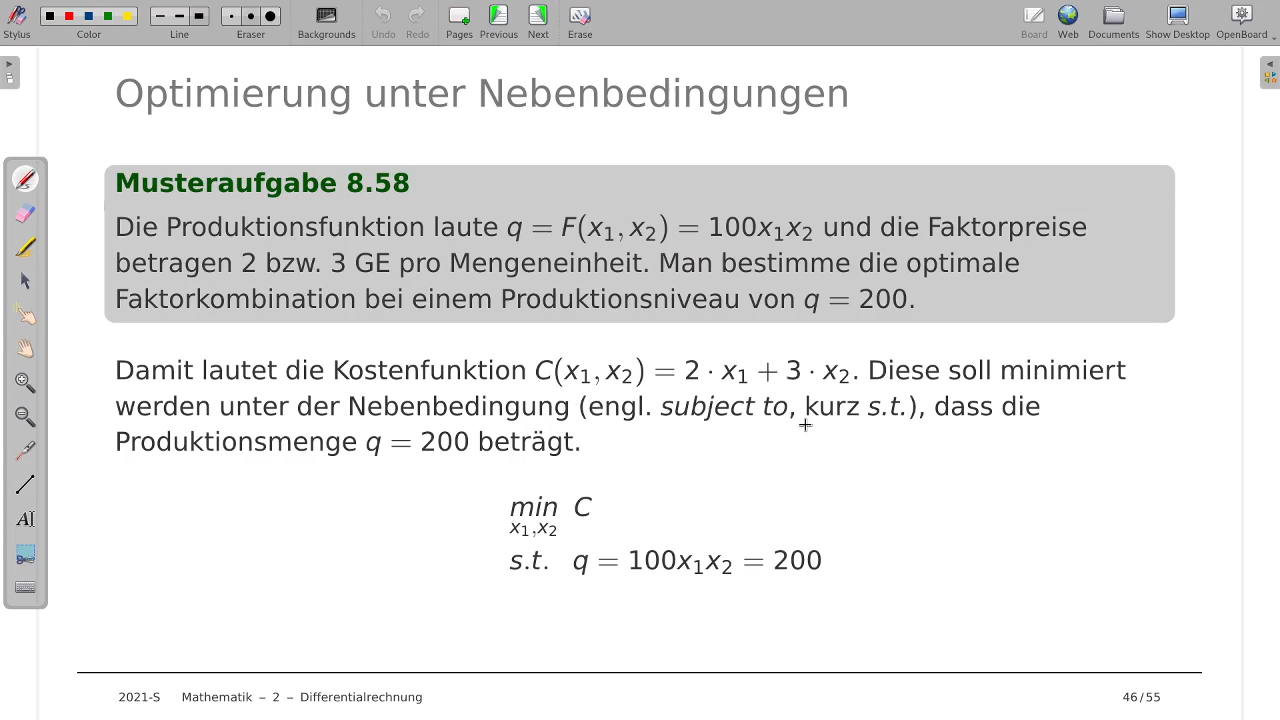 Stylus Color Line Eraser Backgrounds Undo Redo Pages Previous Next Erase Board Web Documents Show Desktop OpenBoard
Optimierung unter Nebenbedingungen
Musteraufgabe 8.58
Die Produktionsfunktion laute q = F(x₁, x₂) = 100x₁x₂ und die Faktorpreise
betragen 2 bzw. 3 GE pro Mengeneinheit. Man bestimme die optimale
Faktorkombination bei einem Produktionsniveau von q = 200.
Damit lautet die Kostenfunktion C(x₁, x₂) = 2 · x₁ + 3 · x₂. Diese soll minimiert
werden unter der Nebenbedingung (engl. subject to, kurz s.t.), dass die
Produktionsmenge q = 200 beträgt.
min C
x₁,x₂
s.t. q = 100x₁x₂ = 200
AI
2021-S Mathematik – 2 – Differentialrechnung 46/55